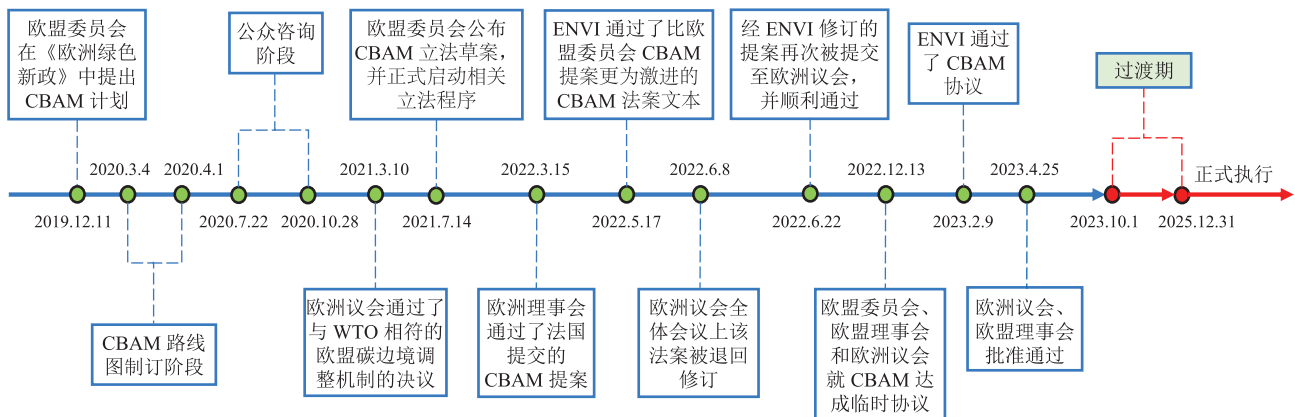 欧盟委员会
在《欧洲绿色
新政》中提出
CBAM 计划
公众咨询
阶段
欧盟委员会公布
CBAM 立法草案，
并正式启动相关
立法程序
ENVI 通过了比欧
盟委员会 CBAM
提案更为激进的
CBAM 法案文本
经 ENVI 修订的
提案再次被提交
至欧洲议会，
并顺利通过
ENVI 通过
了 CBAM
协议
过渡期
2020.3.4
2020.4.1
2021.3.10
2022.3.15
2022.6.8
2022.12.13
2023.4.25
正式执行
2019.12.11
2020.7.22
2020.10.28
2021.7.14
2022.5.17
2022.6.22
2023.2.9
2023.10.1
2025.12.31
CBAM 路线
图制订阶段
欧洲议会通过了
与 WTO 相符的
欧盟碳边境调
整机制的决议
欧洲理事会
通过了法国
提交的
CBAM 提案
欧洲议会全
体会议上该
法案被退回
修订
欧盟委员会、
欧盟理事会
和欧洲议会
就 CBAM 达
成临时协议
欧洲议会、
欧盟理事会
批准通过